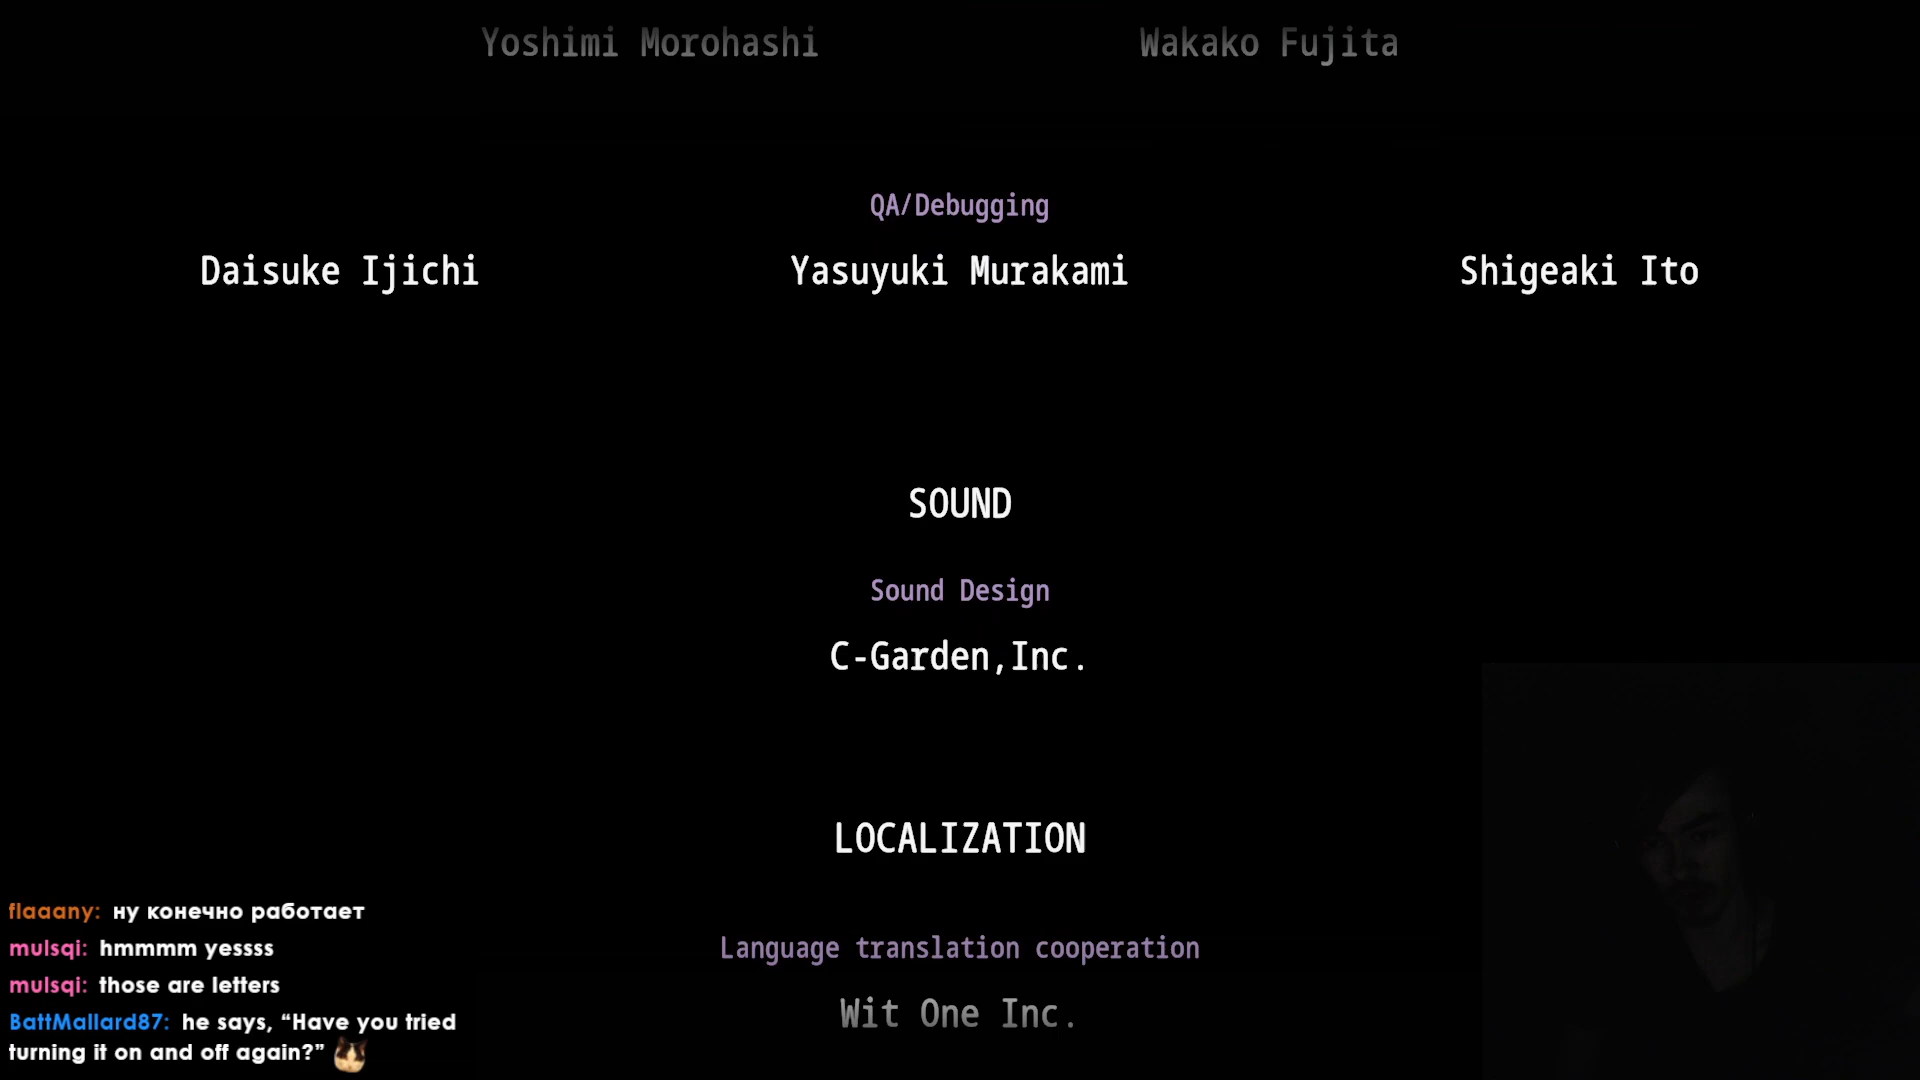 Yoshimi Morohashi Wakako Fujita
QA/Debugging
Daisuke Ijichi Yasuyuki Murakami Shigeaki Ito
SOUND
Sound Design
C-Garden,Inc.
LOCALIZATION
Language translation cooperation
Wit One Inc.
flaaany: ну конечно работает
mulsqi: hmmmm yessss
mulsqi: those are letters
BattMallard87: he says, “Have you tried
turning it on and off again?”